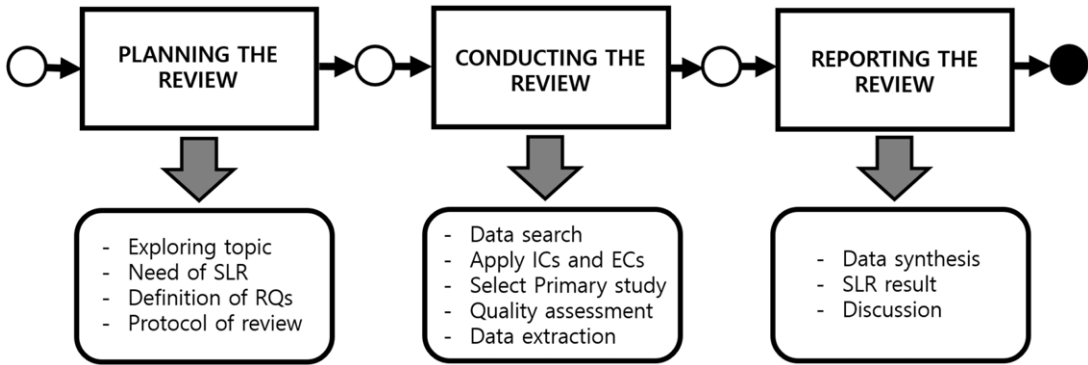 PLANNING THE
REVIEW
CONDUCTING THE
REVIEW
REPORTING THE
REVIEW
- Exploring topic
- Need of SLR
- Definition of RQs
- Protocol of review
- Data search
- Apply ICs and ECs
- Select Primary study
- Quality assessment
- Data extraction
- Data synthesis
- SLR result
- Discussion